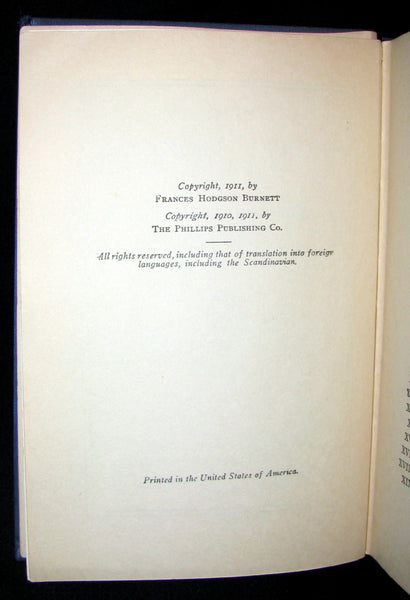 Copyright, 1911, by
FRANCES HODGSON BURNETT
Copyright, 1910, 1911, by
THE PHILLIPS PUBLISHING CO.
All rights reserved, including that of translation into foreign
languages, including the Scandinavian.
Printed in the United States of America.